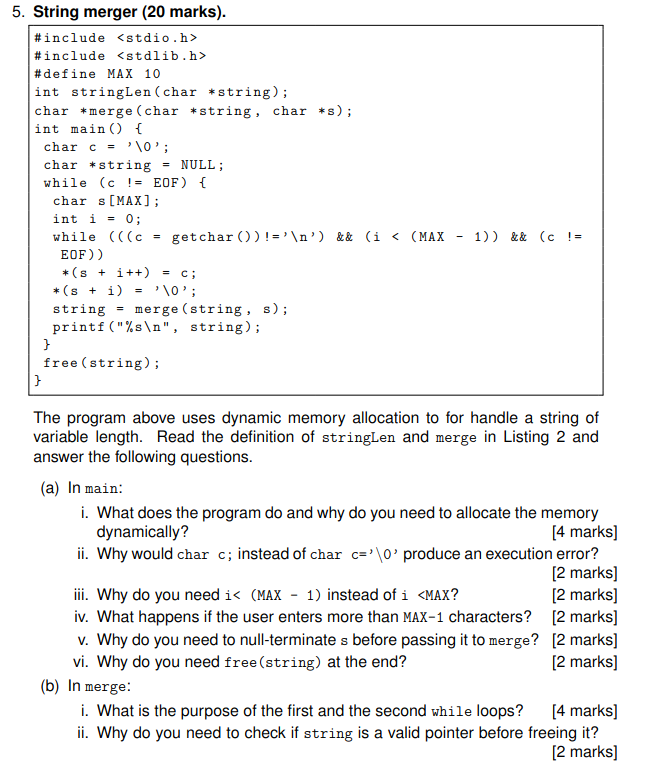 5. String merger (20 marks).
#include <stdio.h>
#include <stdlib.h>
#define MAX 10
int stringLen(char *string);
char *merge(char *string, char *s);
int main() {
char c = '\0';
char *string = NULL;
while (c != EOF) {
char s[MAX];
int i = 0;
while (((c = getchar())!='\n') && (i < (MAX - 1)) && (c !=
EOF))
*(s + i++) = c;
*(s + i) = '\0';
string = merge(string, s);
printf("%s\n", string);
}
free(string);
}
The program above uses dynamic memory allocation to for handle a string of
variable length. Read the definition of stringLen and merge in Listing 2 and
answer the following questions.
(a) In main:
i. What does the program do and why do you need to allocate the memory
dynamically? [4 marks]
ii. Why would char c; instead of char c='\0' produce an execution error?
[2 marks]
iii. Why do you need i< (MAX - 1) instead of i <MAX? [2 marks]
iv. What happens if the user enters more than MAX-1 characters? [2 marks]
v. Why do you need to null-terminate s before passing it to merge? [2 marks]
vi. Why do you need free(string) at the end? [2 marks]
(b) In merge:
i. What is the purpose of the first and the second while loops? [4 marks]
ii. Why do you need to check if string is a valid pointer before freeing it?
[2 marks]